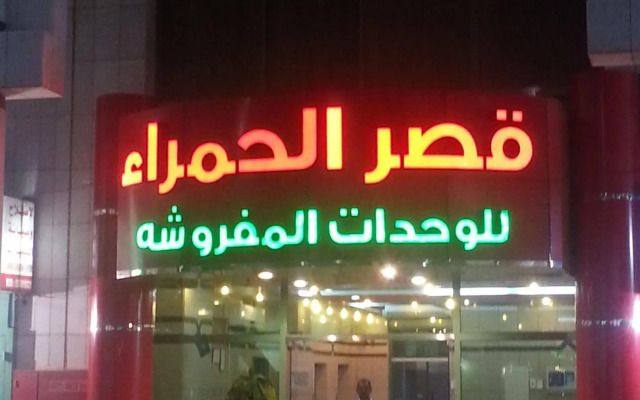 قصر الحمراء
للوحدات المفروشه